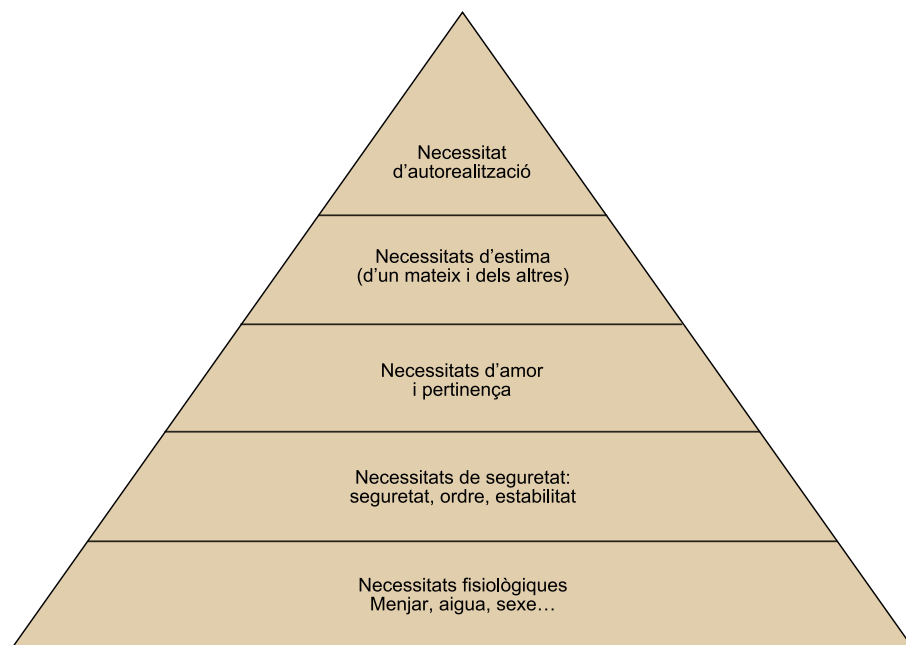 Necessitat
d’autorealització
Necessitats d’estima
(d’un mateix i dels altres)
Necessitats d’amor
i pertinença
Necessitats de seguretat:
seguretat, ordre, estabilitat
Necessitats fisiològiques
Menjar, aigua, sexe…